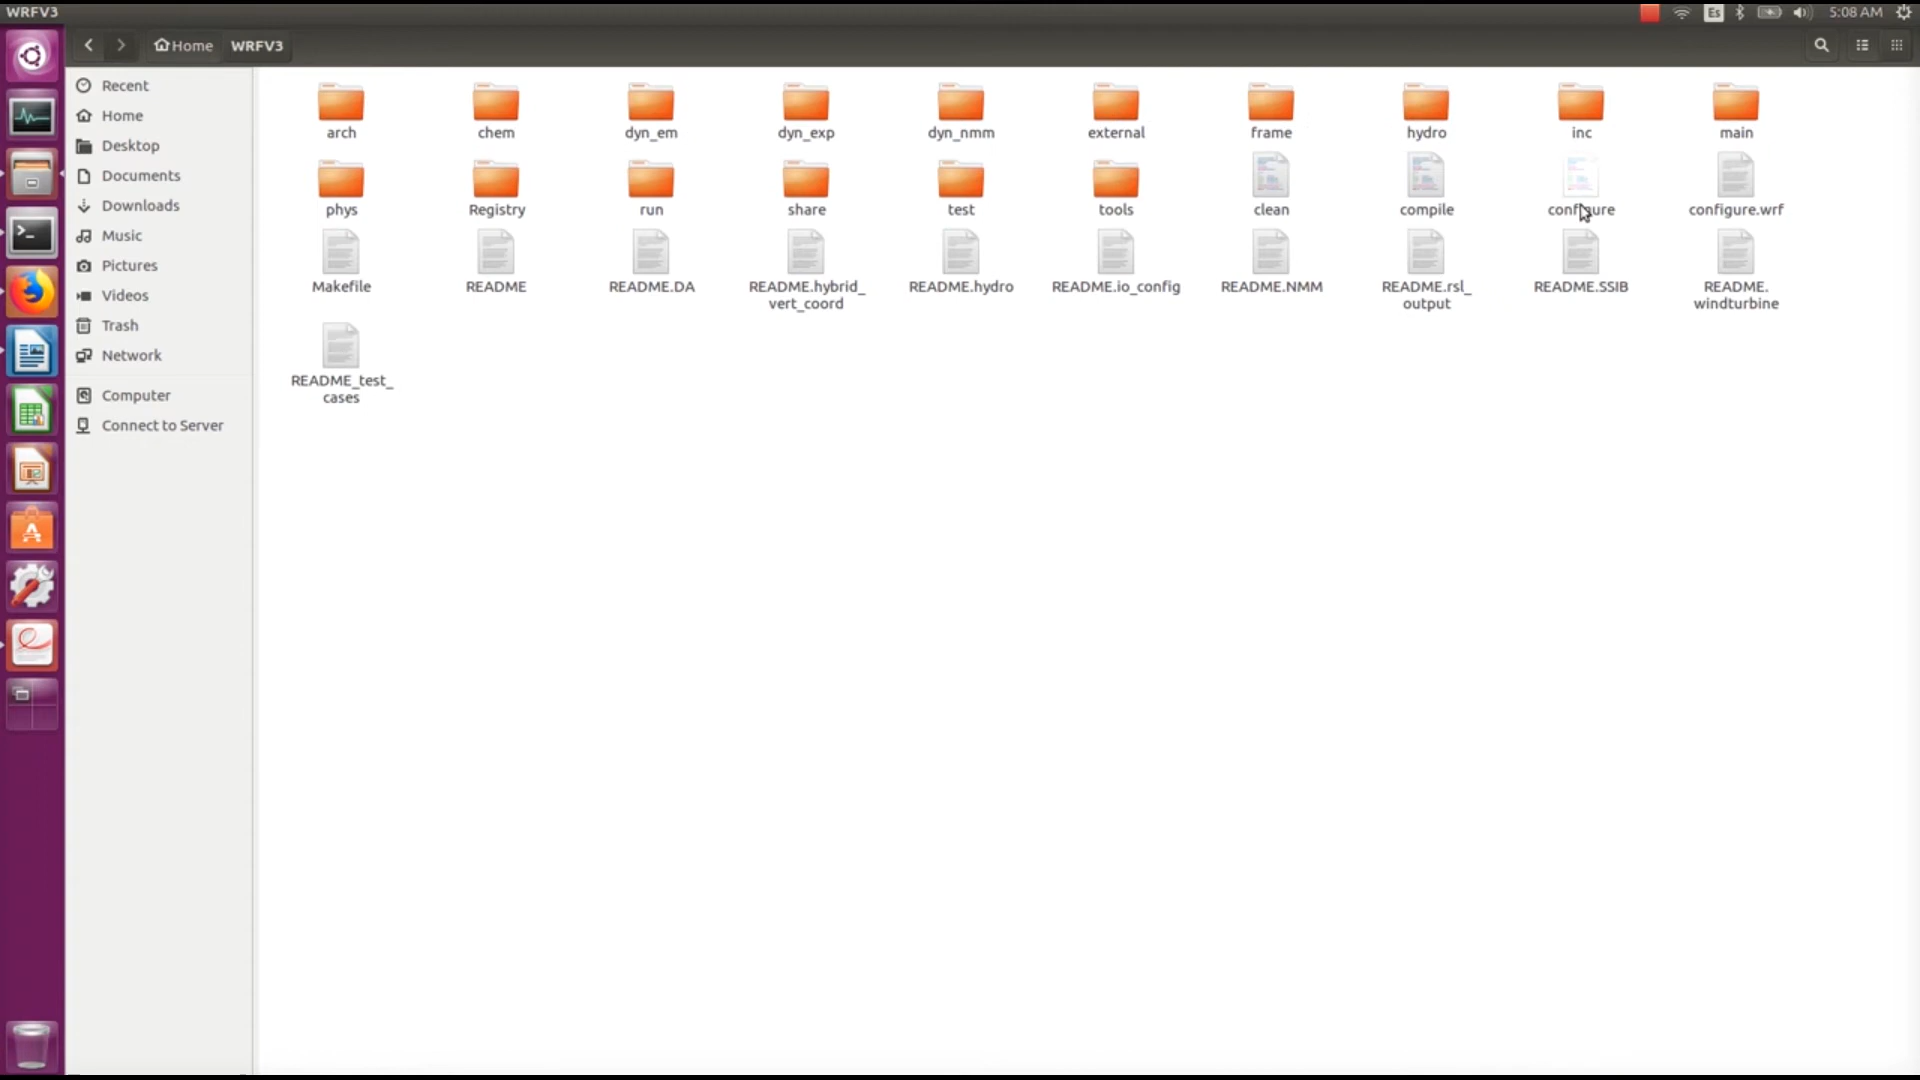 WRFV3
Es
5:08 AM
Home
WRFV3
Recent
Home
Desktop
Documents
Downloads
Music
Pictures
Videos
Trash
Network
Computer
Connect to Server
arch
chem
dyn_em
dyn_exp
dyn_nmm
external
frame
hydro
inc
main
phys
Registry
run
share
test
tools
clean
compile
configure
configure.wrf
Makefile
README
README.DA
README.hybrid_
vert_coord
README.hydro
README.io_config
README.NMM
README.rsl_
output
README.SSIB
README.
windturbine
README_test_
cases